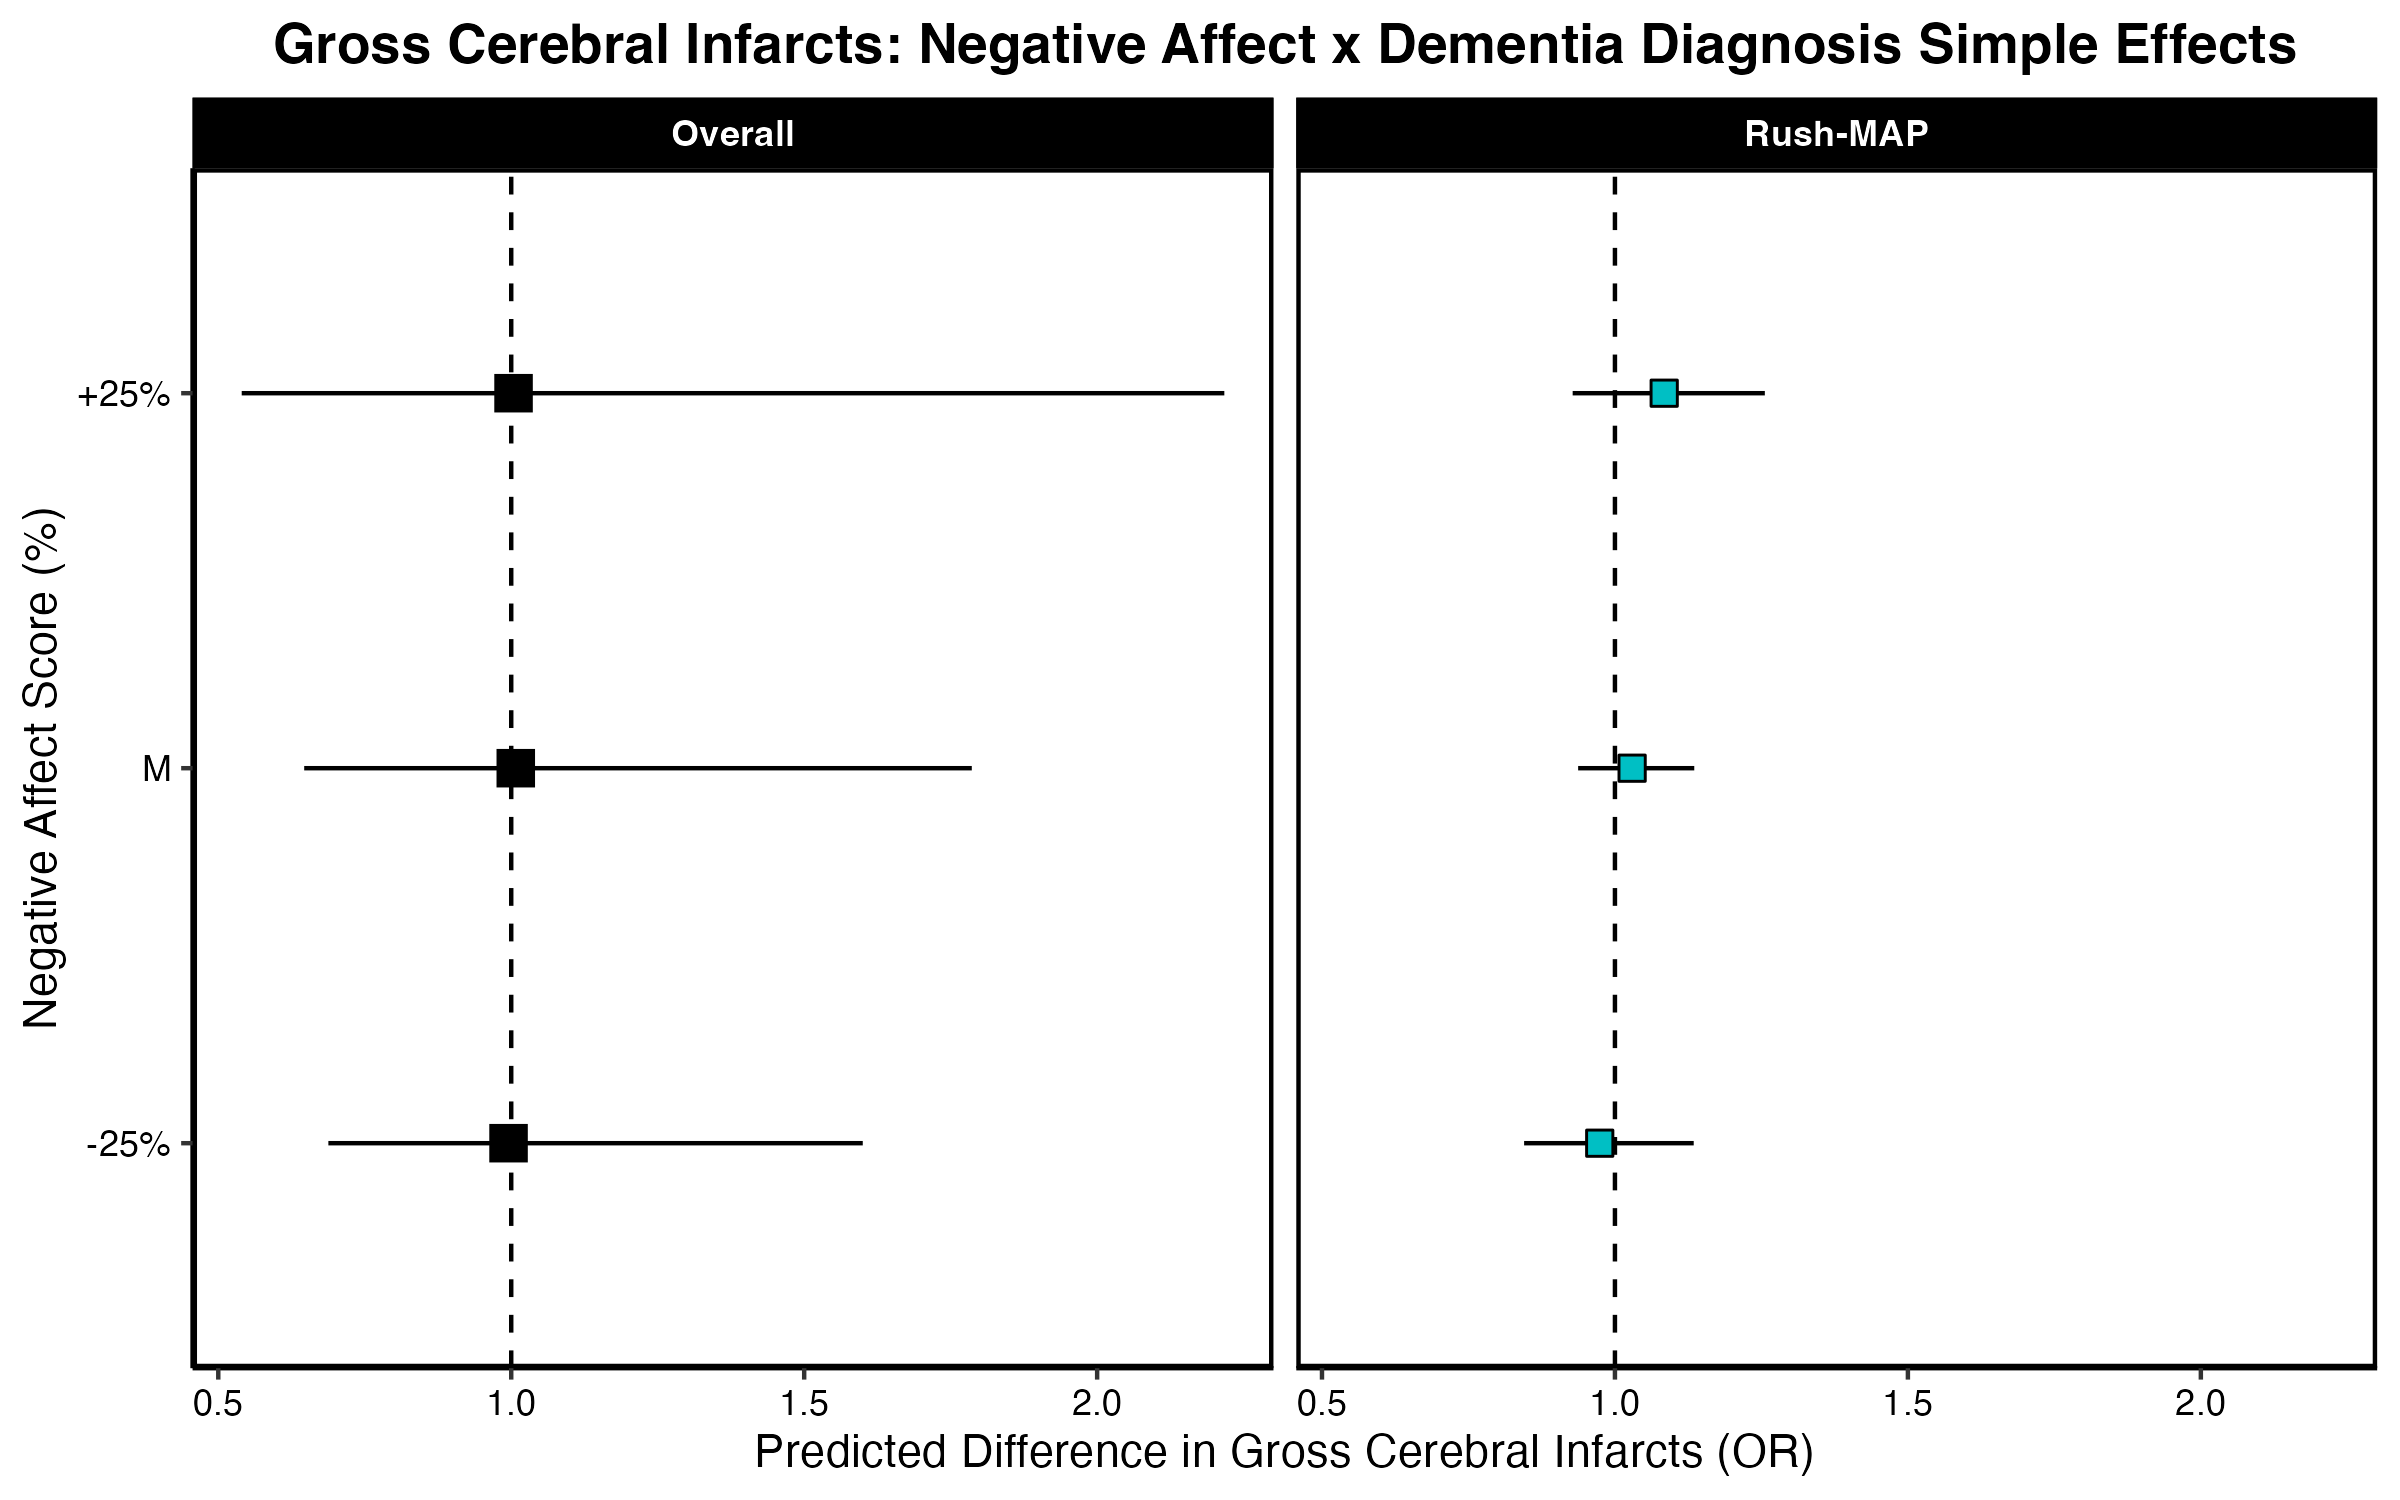 Gross Cerebral Infarcts: Negative Affect x Dementia Diagnosis Simple Effects
Overall
Rush-MAP
Negative Affect Score (%)
+25%
M
-25%
0.5 1.0 1.5 2.0
0.5 1.0 1.5 2.0
Predicted Difference in Gross Cerebral Infarcts (OR)